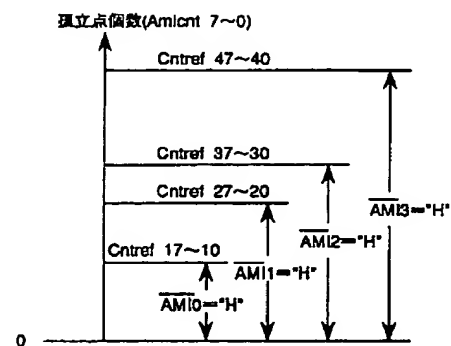 孤立点個数(Amicnt 7～0)
Cntref 47～40
Cntref 37～30
Cntref 27～20
Cntref 17～10
AMI3="H"
AMI2="H"
AMI1="H"
AMI0="H"
0